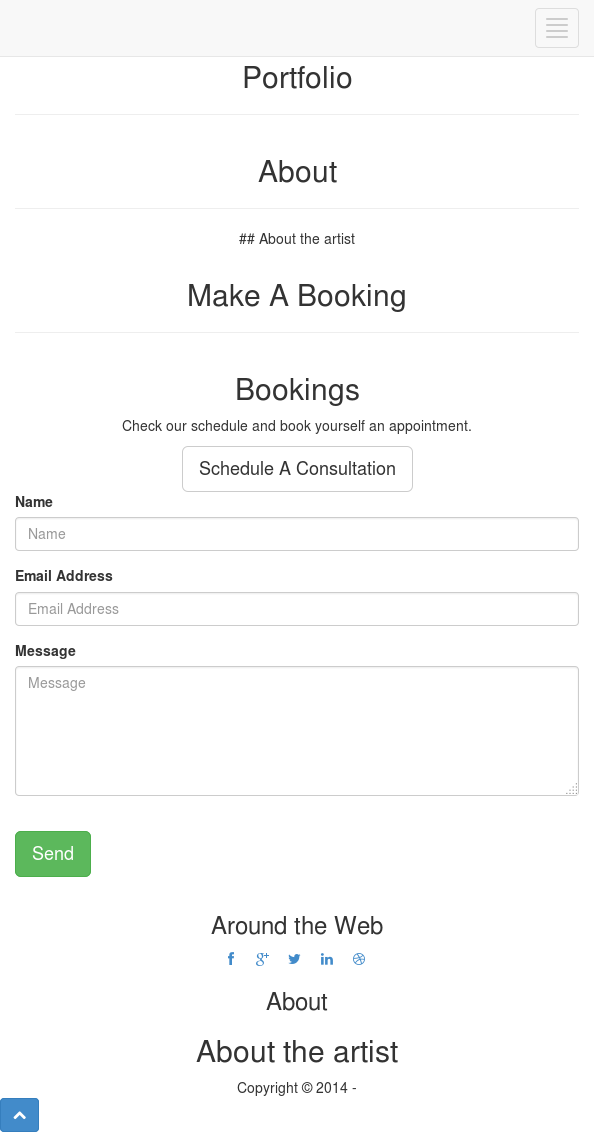 Portfolio
About
## About the artist
Make A Booking
Bookings
Check our schedule and book yourself an appointment.
Schedule A Consultation
Name
Name
Email Address
Email Address
Message
Message
Send
Around the Web
About
About the artist
Copyright © 2014 -